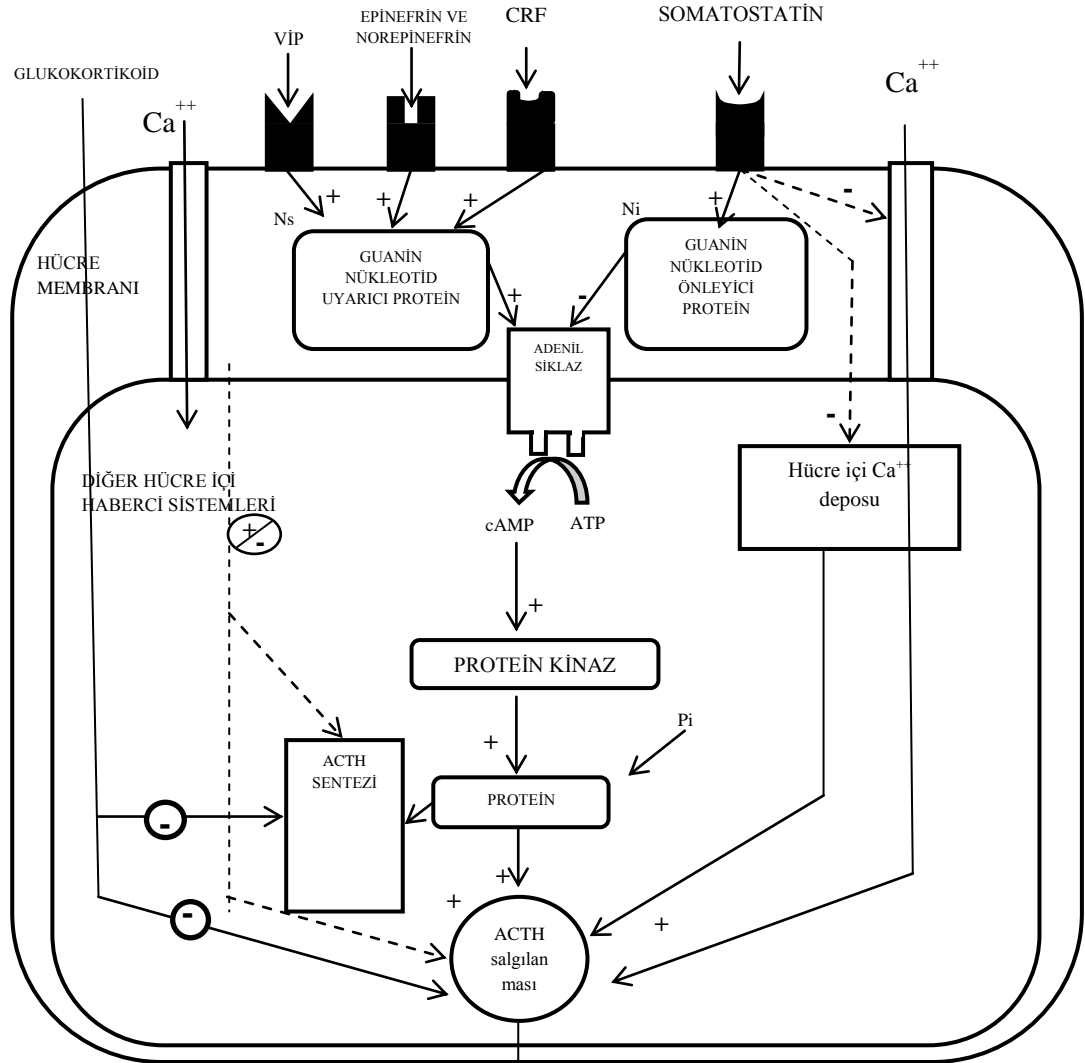 EPİNEFRİN VE
NOREPİNEFRİN
CRF
SOMATOSTATİN
VİP
GLUKOKORTİKOİD
Ca++
Ca++
+
+
+
+
-
Ns
Ni
GUANİN
NÜKLEOTİD
UYARICI PROTEİN
GUANİN
NÜKLEOTİD
ÖNLEYİCİ
PROTEİN
HÜCRE
MEMBRANI
+
-
ADENİL
SİKLAZ
-
DİĞER HÜCRE İÇİ
HABERCİ SİSTEMLERİ
Hücre içi Ca++
deposu
+
-
cAMP
ATP
+
PROTEİN KİNAZ
Pi
+
ACTH
SENTEZİ
PROTEİN
-
+
+
-
+
ACTH
salgılan
ması